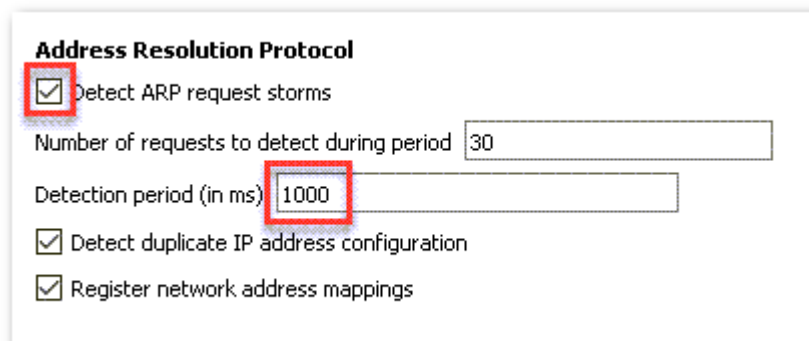 Address Resolution Protocol
Detect ARP request storms
Number of requests to detect during period 30
Detection period (in ms) 1000
Detect duplicate IP address configuration
Register network address mappings